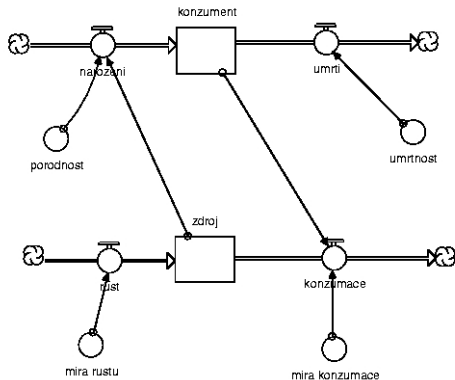 konzument
narozeni
umrti
porodnost
umrtnost
zdroj
rust
konzumace
mira rustu
mira konzumace